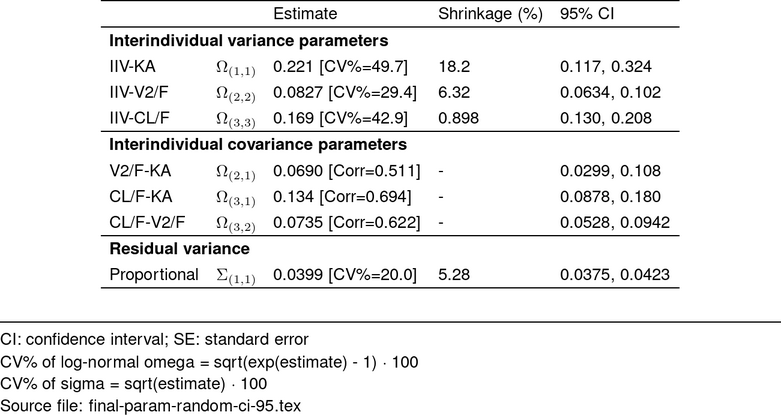 Estimate Shrinkage (%) 95% CI
Interindividual variance parameters
IIV-KA Ω(1,1) 0.221 [CV%=49.7] 18.2 0.117, 0.324
IIV-V2/F Ω(2,2) 0.0827 [CV%=29.4] 6.32 0.0634, 0.102
IIV-CL/F Ω(3,3) 0.169 [CV%=42.9] 0.898 0.130, 0.208
Interindividual covariance parameters
V2/F-KA Ω(2,1) 0.0690 [Corr=0.511] - 0.0299, 0.108
CL/F-KA Ω(3,1) 0.134 [Corr=0.694] - 0.0878, 0.180
CL/F-V2/F Ω(3,2) 0.0735 [Corr=0.622] - 0.0528, 0.0942
Residual variance
Proportional Σ(1,1) 0.0399 [CV%=20.0] 5.28 0.0375, 0.0423
CI: confidence interval; SE: standard error
CV% of log-normal omega = sqrt(exp(estimate) - 1) · 100
CV% of sigma = sqrt(estimate) · 100
Source file: final-param-random-ci-95.tex